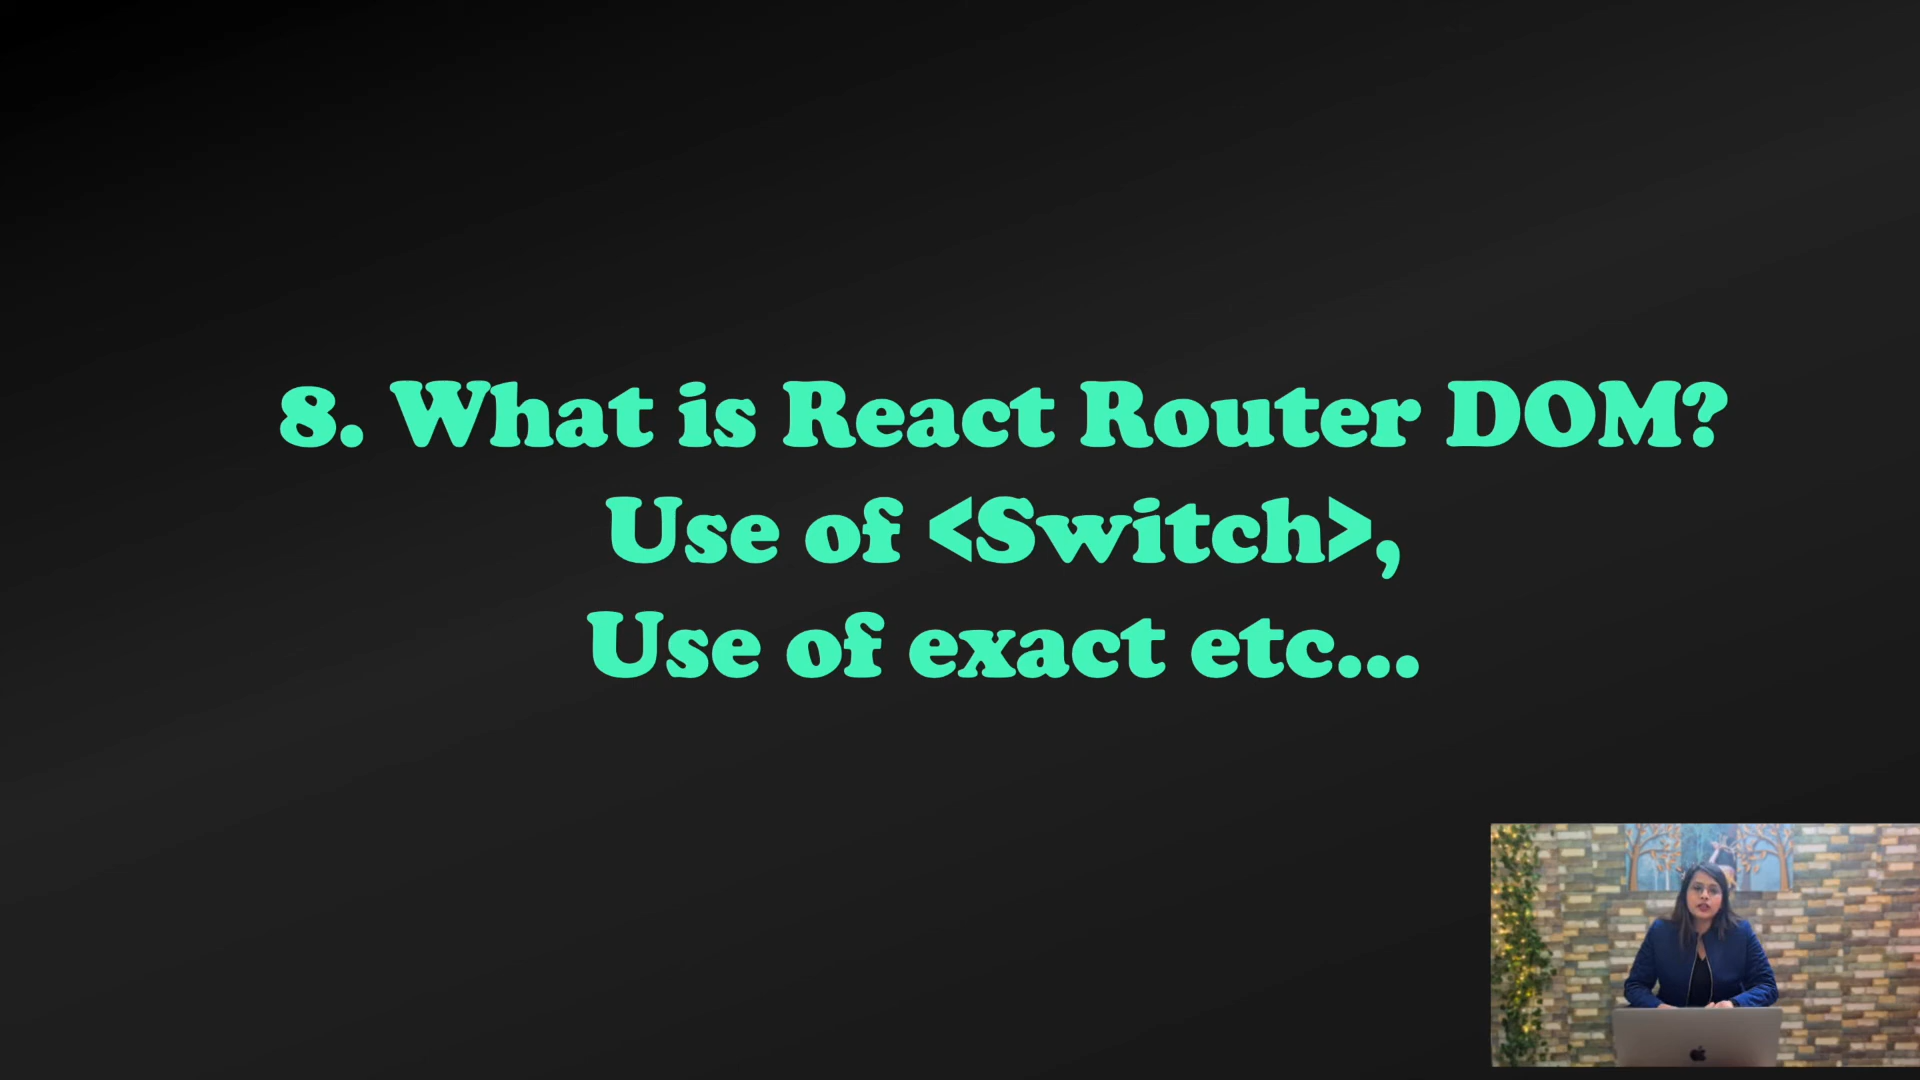 8. What is React Router DOM?
Use of <Switch>,
Use of exact etc...